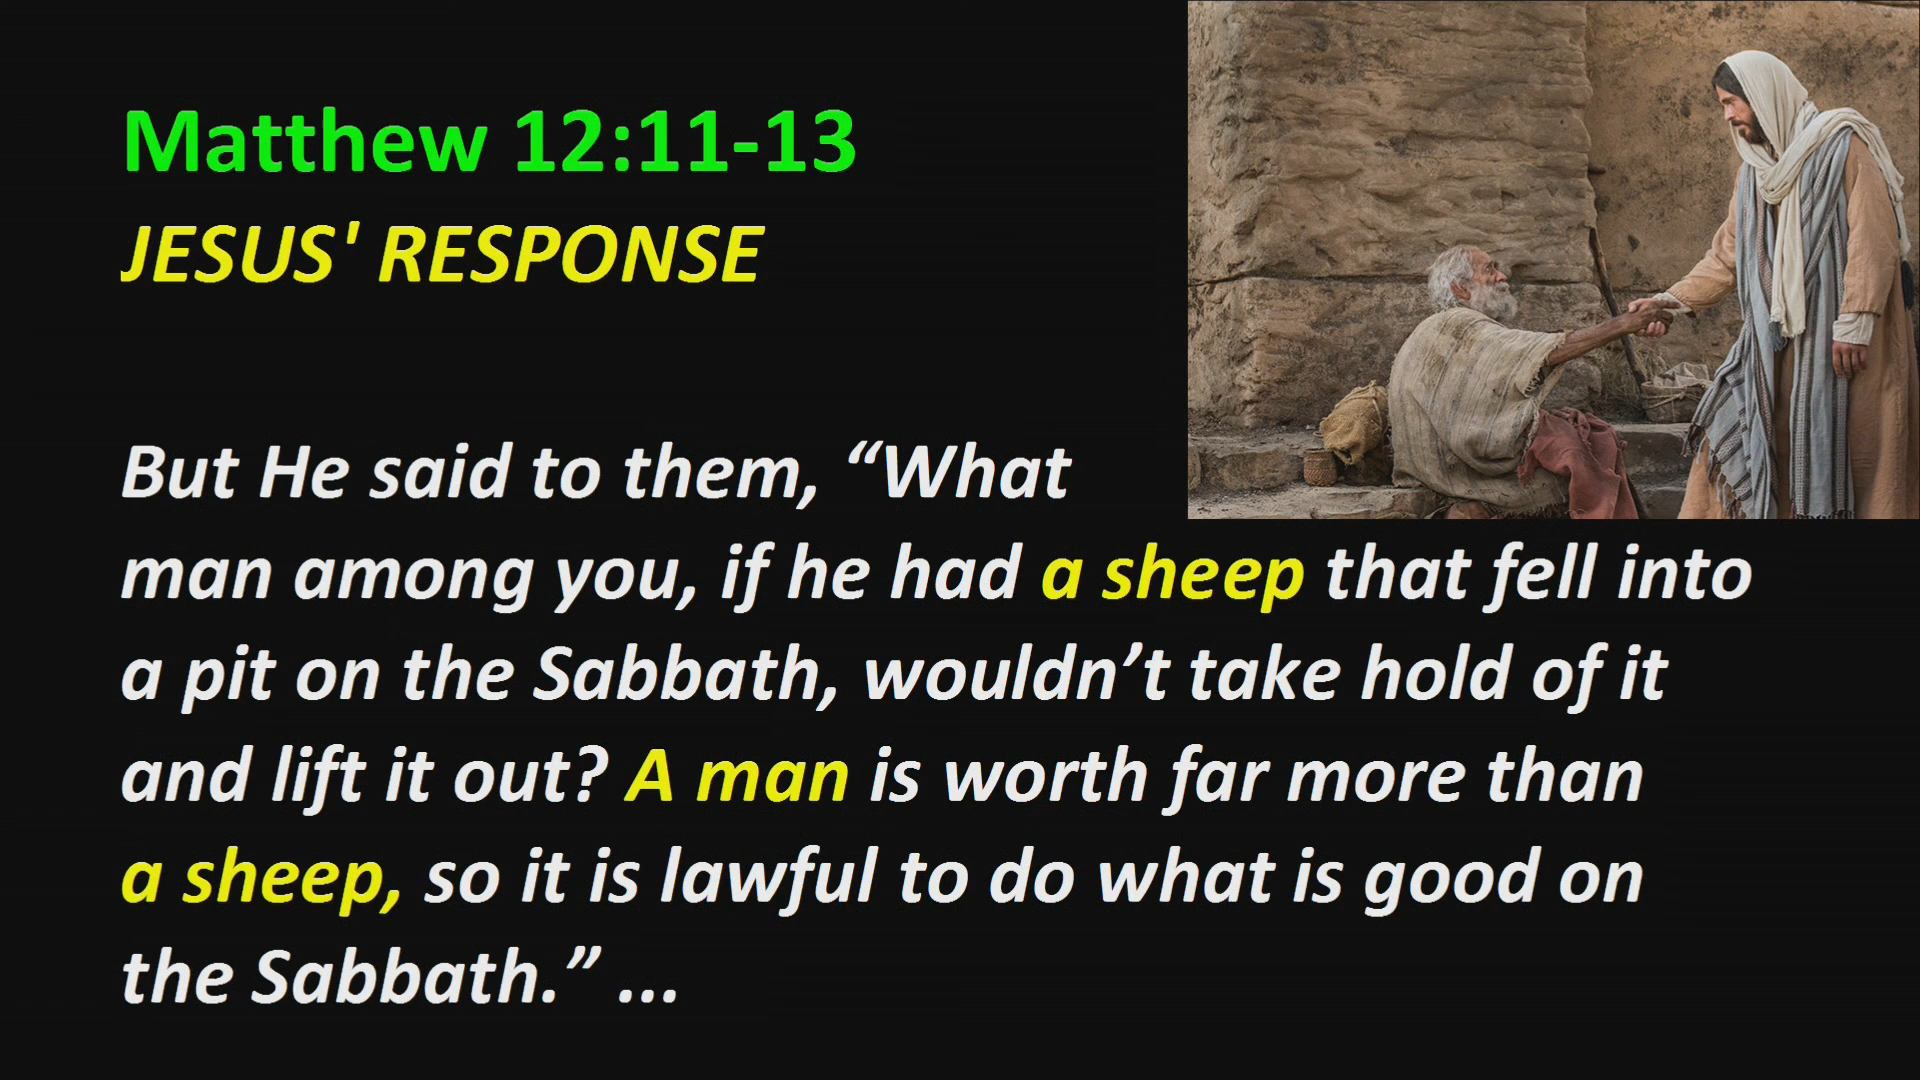 Matthew 12:11-13
JESUS' RESPONSE
But He said to them, “What
man among you, if he had a sheep that fell into
a pit on the Sabbath, wouldn’t take hold of it
and lift it out? A man is worth far more than
a sheep, so it is lawful to do what is good on
the Sabbath.” ...